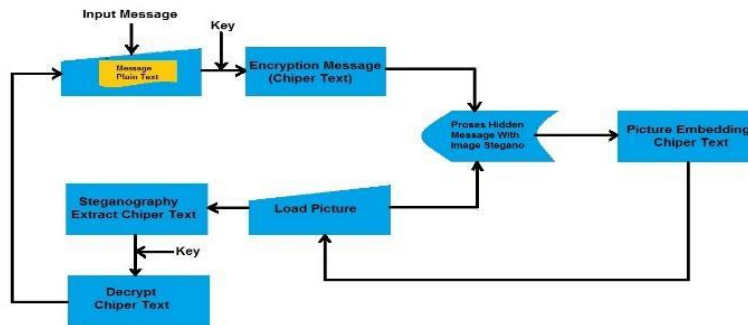 Input Message
Key
Message
Plain Text
Encryption Message
(Chiper Text)
Proses Hidden
Message With
Image Stegano
Picture Embedding
Chiper Text
Steganography
Extract Chiper Text
Load Picture
Key
Decrypt
Chiper Text